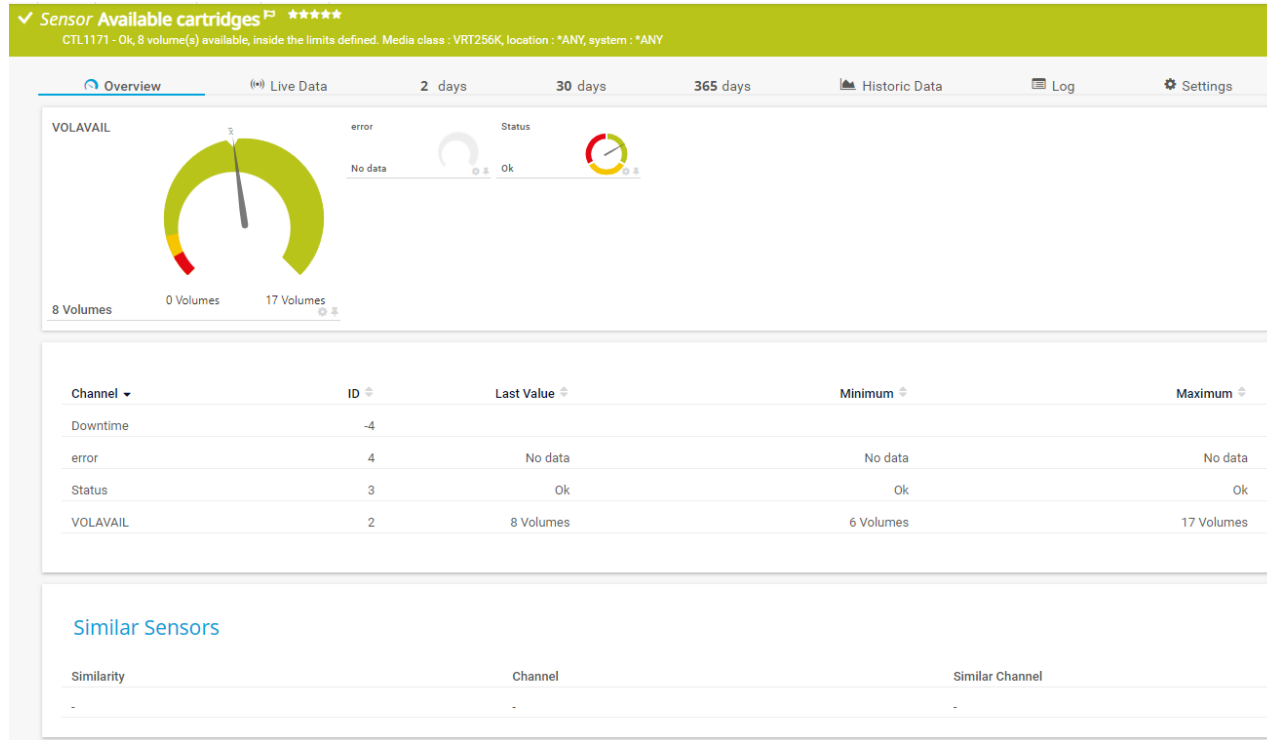 Sensor Available cartridges
CTL1171 - Ok, 8 volume(s) available, inside the limits defined. Media class : VRT256K, location : *ANY, system : *ANY
Overview Live Data 2 days 30 days 365 days Historic Data Log Settings
VOLAVAIL
0 Volumes 17 Volumes
8 Volumes
error
No data
Status
Ok
Channel ID Last Value Minimum Maximum
Downtime -4
error 4 No data No data No data
Status 3 Ok Ok Ok
VOLAVAIL 2 8 Volumes 6 Volumes 17 Volumes
Similar Sensors
Similarity Channel Similar Channel
- - -